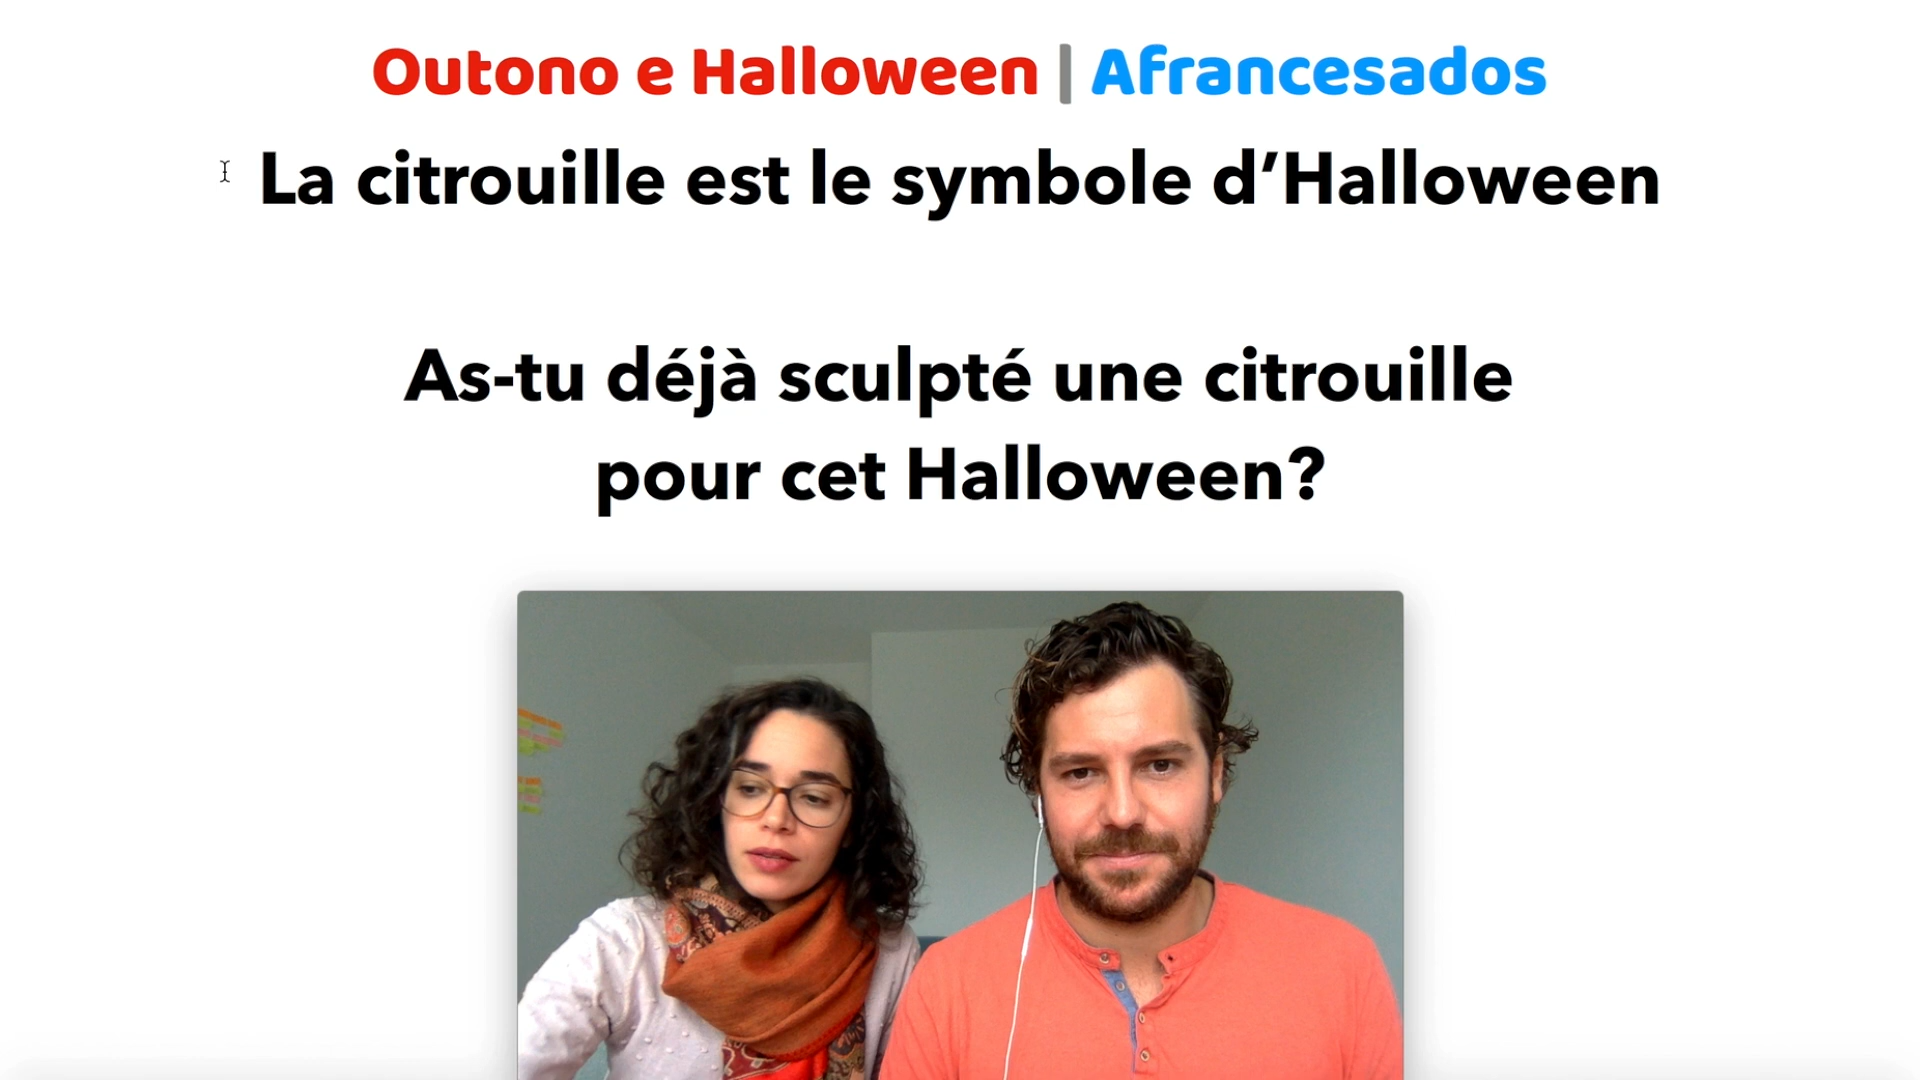 Outono e Halloween | Afrancesados
La citrouille est le symbole d’Halloween
As-tu déjà sculpté une citrouille
pour cet Halloween?